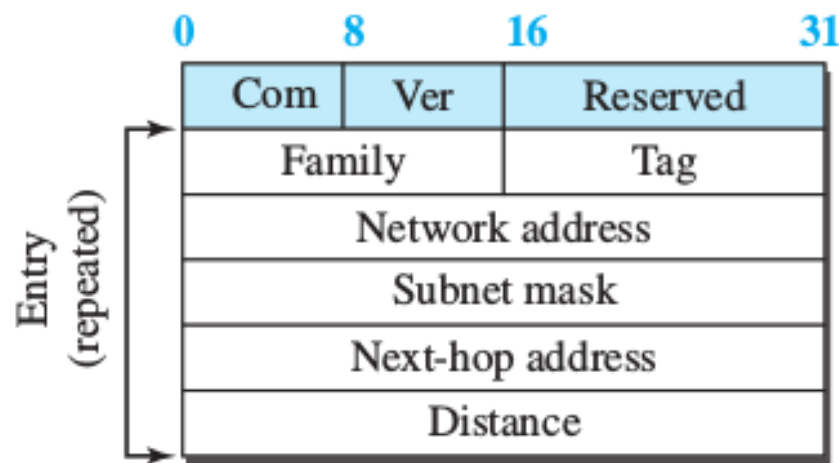 0 8 16 31
Com Ver Reserved
Family Tag
Network address
Subnet mask
Next-hop address
Distance
Entry
(repeated)